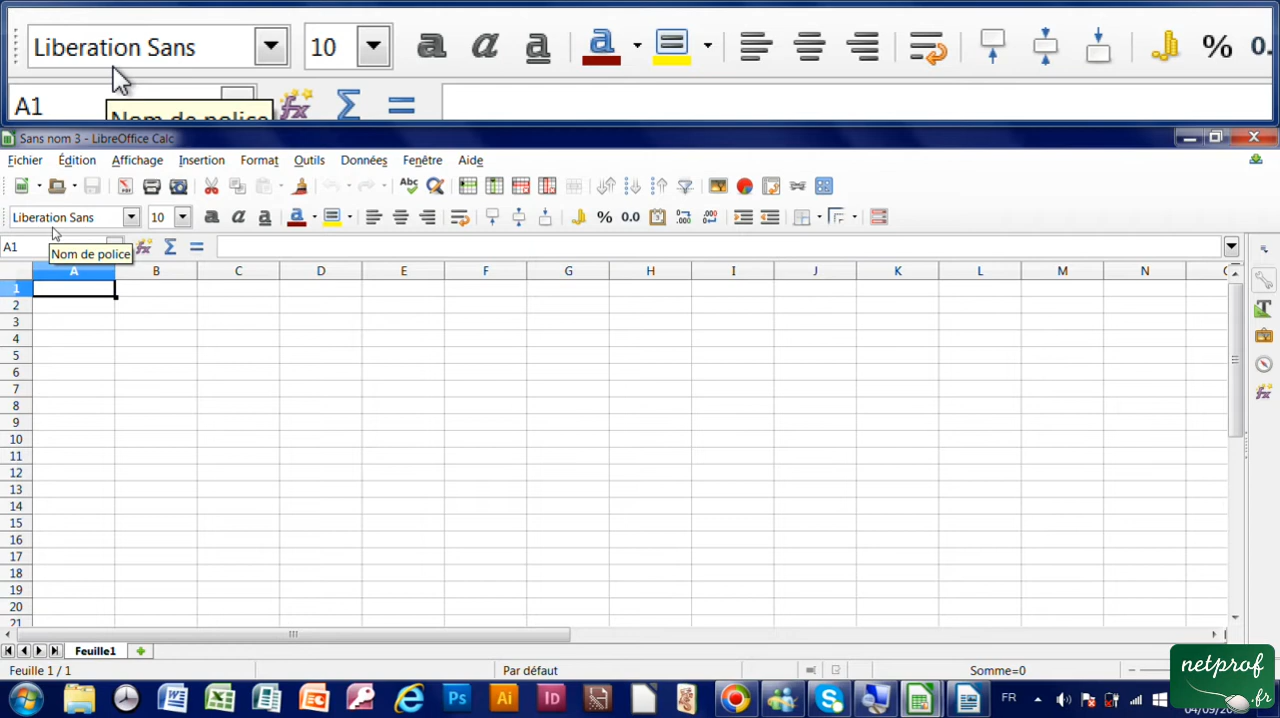 Liberation Sans 10 a a a a % 0.
A1
Nom de police
Sans nom 3 - LibreOffice Calc
Fichier Édition Affichage Insertion Format Outils Données Fenêtre Aide
Abc
Liberation Sans 10 a a a a % 0.0
A1
Nom de police
A B C D E F G H I J K L M N
1
2
3
4
5
6
7
8
9
10
11
12
13
14
15
16
17
18
19
20
21
Feuille1
Feuille 1 / 1 Par défaut Somme=0
netprof
.fr
Ps Ai Id FR